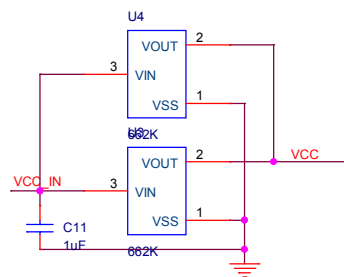 U4
VOUT 2
3 VIN
VSS 1
662K
U3
VOUT 2
VCC
VCC_IN
3 VIN
VSS 1
C11
1uF
662K